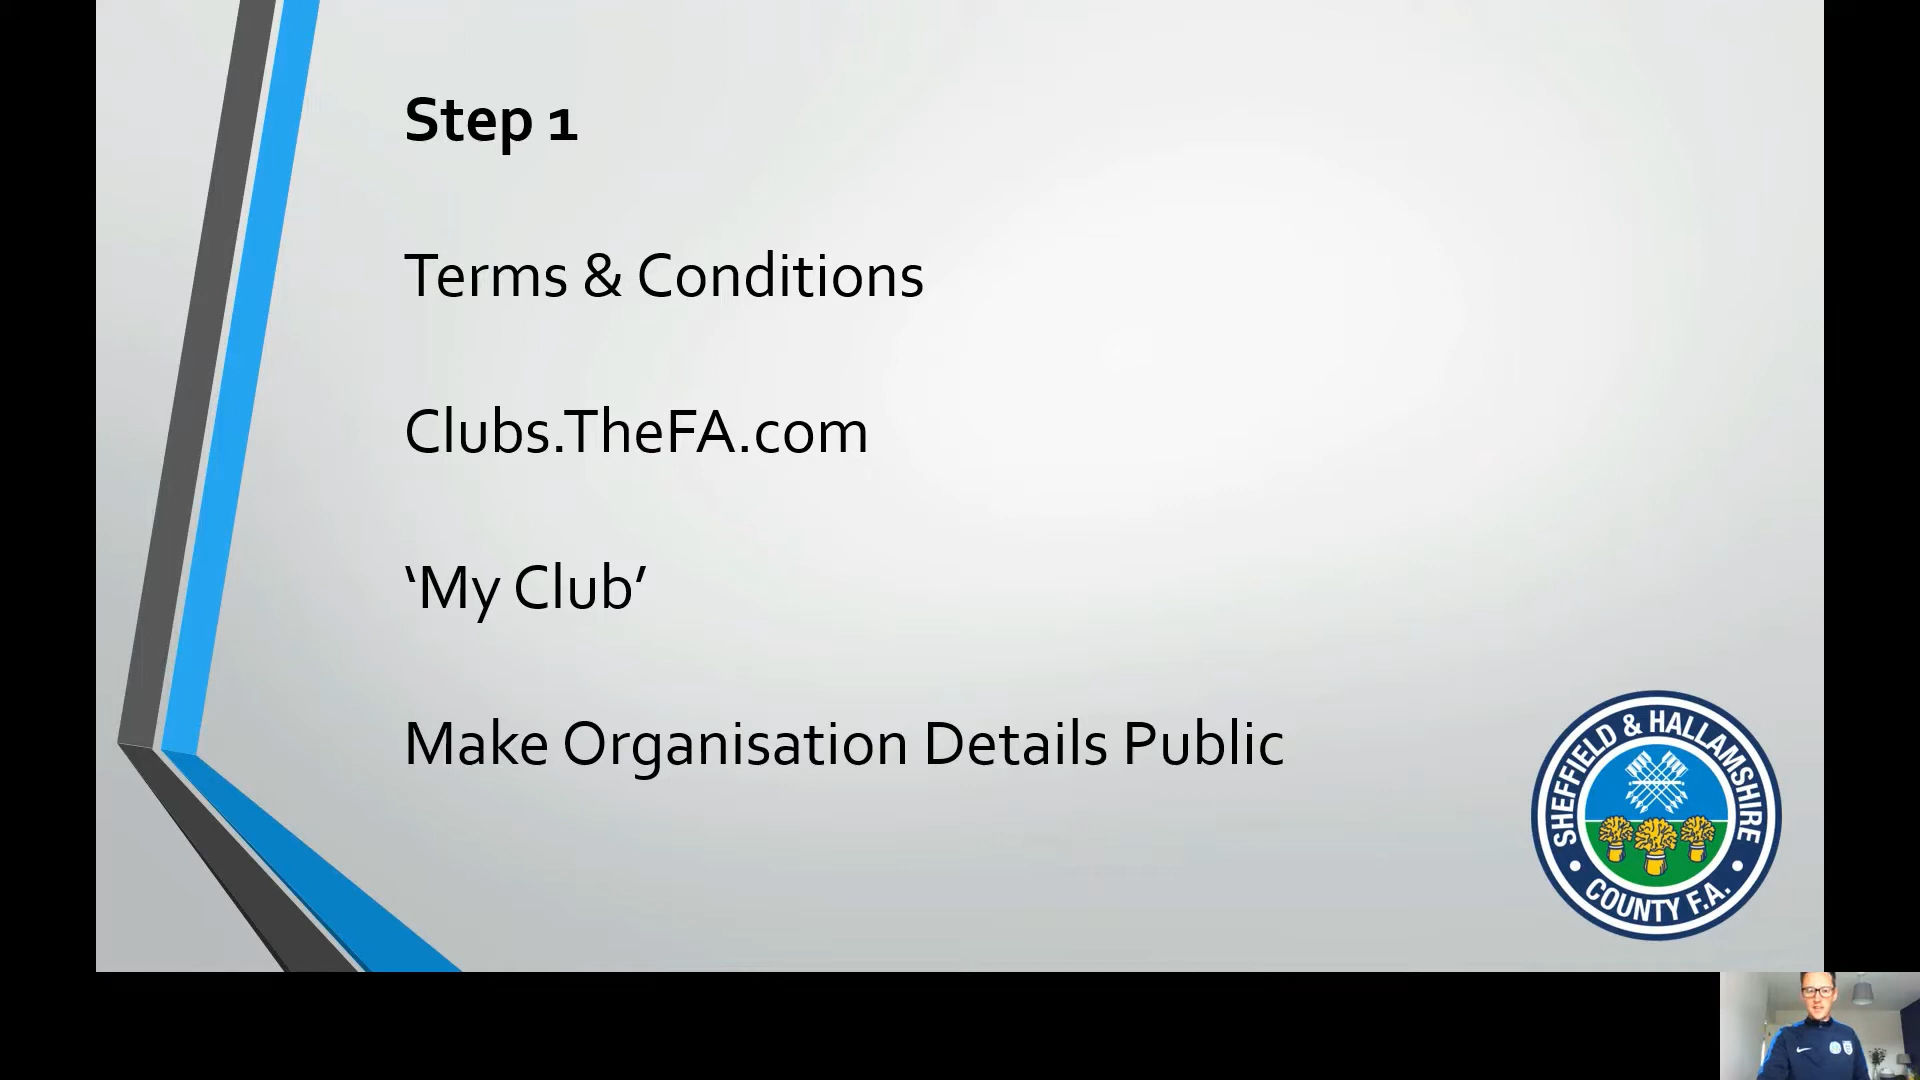 Step 1
Terms & Conditions
Clubs.TheFA.com
‘My Club’
Make Organisation Details Public
SHEFFIELD & HALLAMSHIRE
COUNTY F.A.